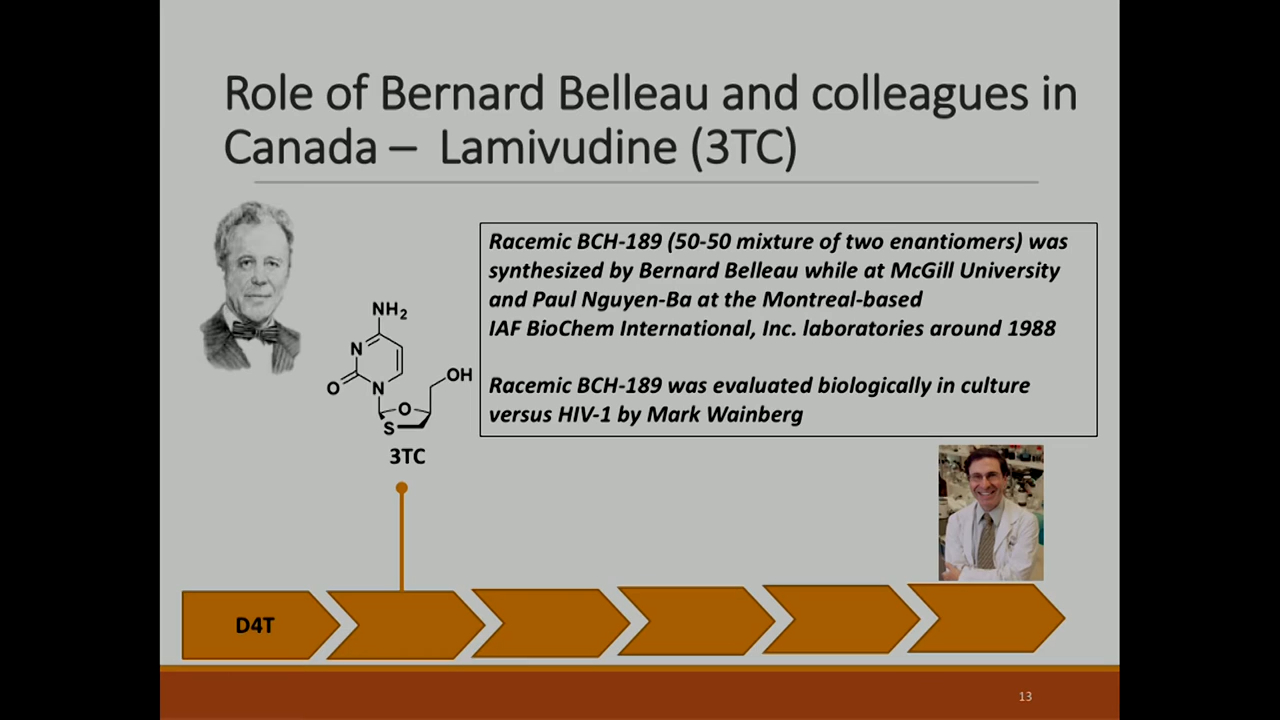 Role of Bernard Belleau and colleagues in
Canada – Lamivudine (3TC)
Racemic BCH-189 (50-50 mixture of two enantiomers) was
synthesized by Bernard Belleau while at McGill University
and Paul Nguyen-Ba at the Montreal-based
IAF BioChem International, Inc. laboratories around 1988
Racemic BCH-189 was evaluated biologically in culture
versus HIV-1 by Mark Wainberg
NH2
N
O
N
OH
O
S
3TC
D4T
13